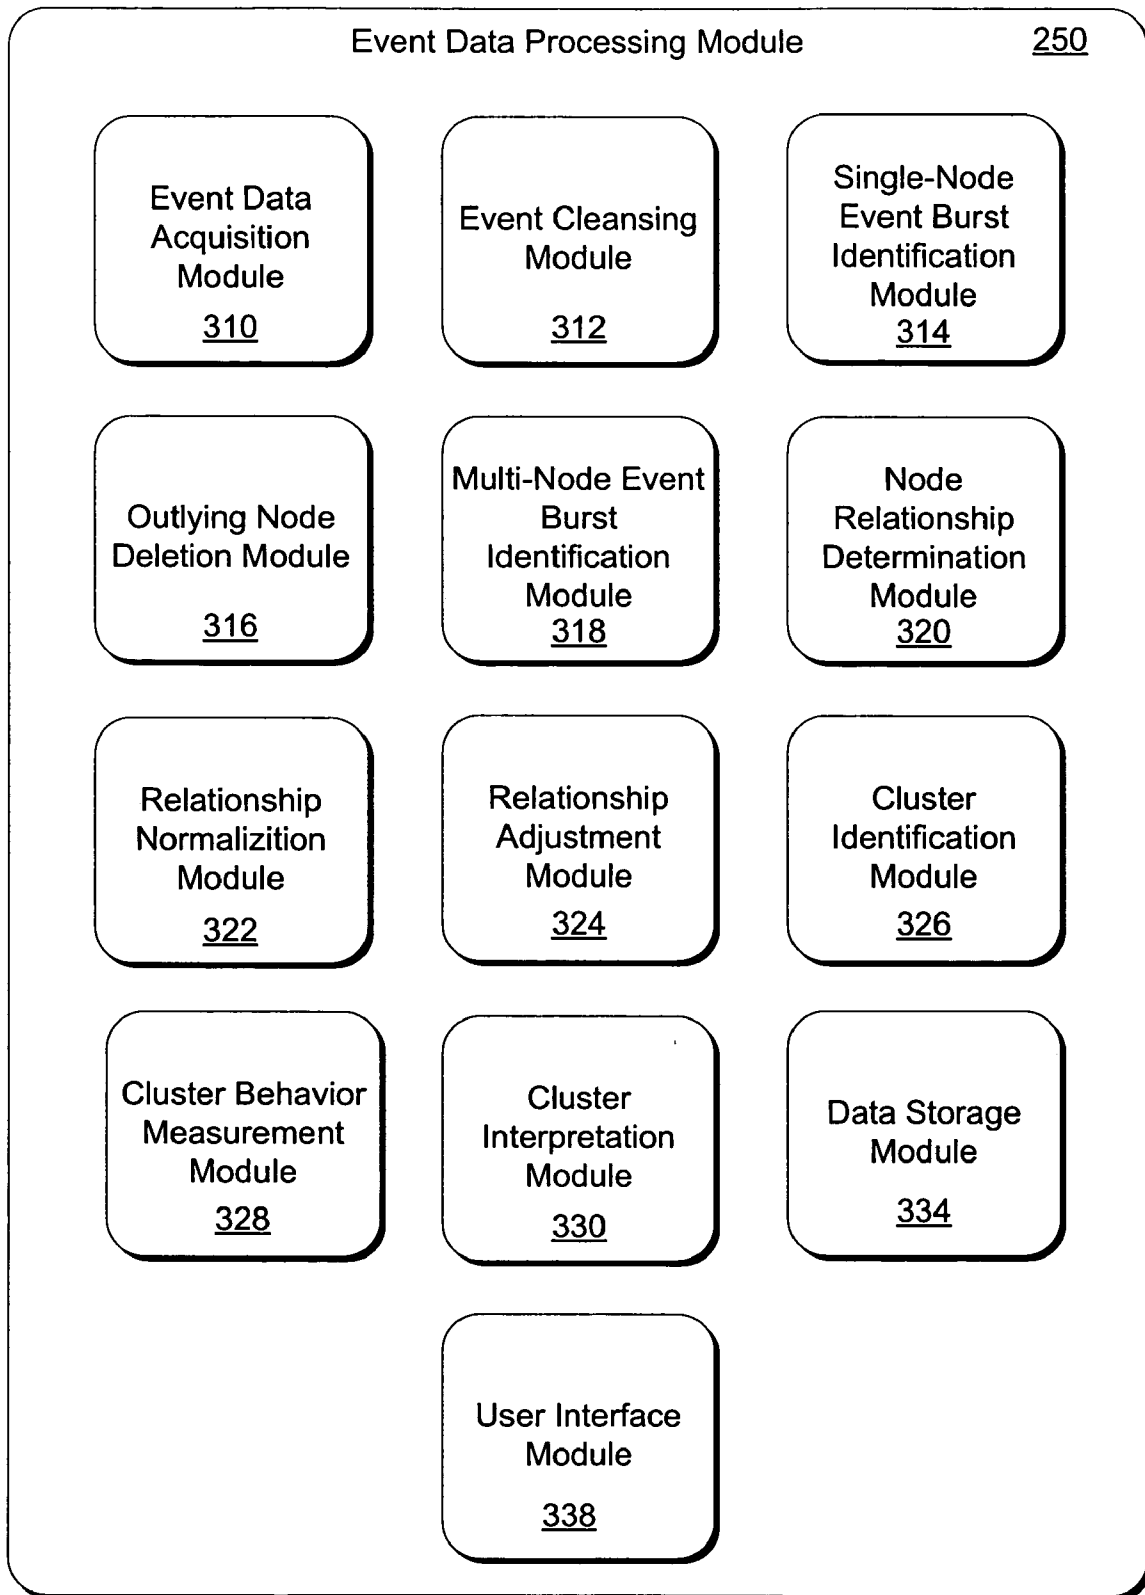 Event Data Processing Module 250
Event Data
Acquisition
Module
310
Event Cleansing
Module
312
Single-Node
Event Burst
Identification
Module
314
Outlying Node
Deletion Module
316
Multi-Node Event
Burst
Identification
Module
318
Node
Relationship
Determination
Module
320
Relationship
Normalizition
Module
322
Relationship
Adjustment
Module
324
Cluster
Identification
Module
326
Cluster Behavior
Measurement
Module
328
Cluster
Interpretation
Module
330
Data Storage
Module
334
User Interface
Module
338